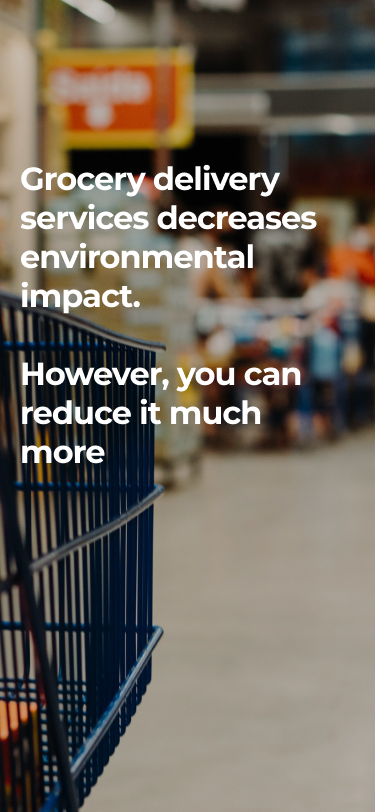 Grocery delivery
services decreases
environmental
impact.
However, you can
reduce it much
more